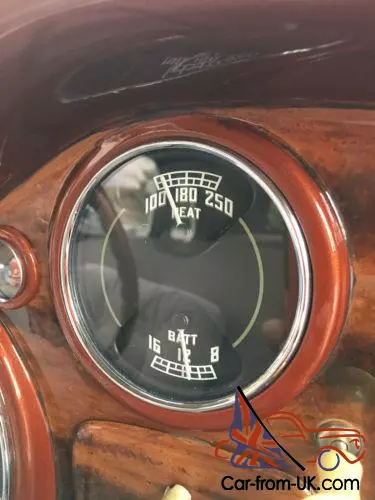 100 180 250
HEAT
BATT
16 12 8
Car-from-UK.com